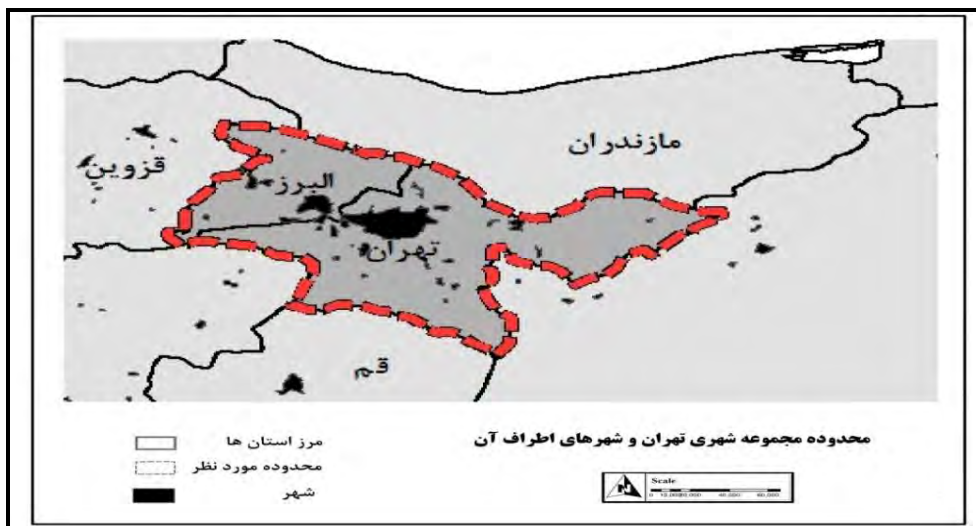 مازندران
قزوین
البرز
تهران
قم
محدوده مجموعه شهری تهران و شهرهای اطراف آن
مرز استان ها
محدوده مورد نظر
شهر
N
Scale